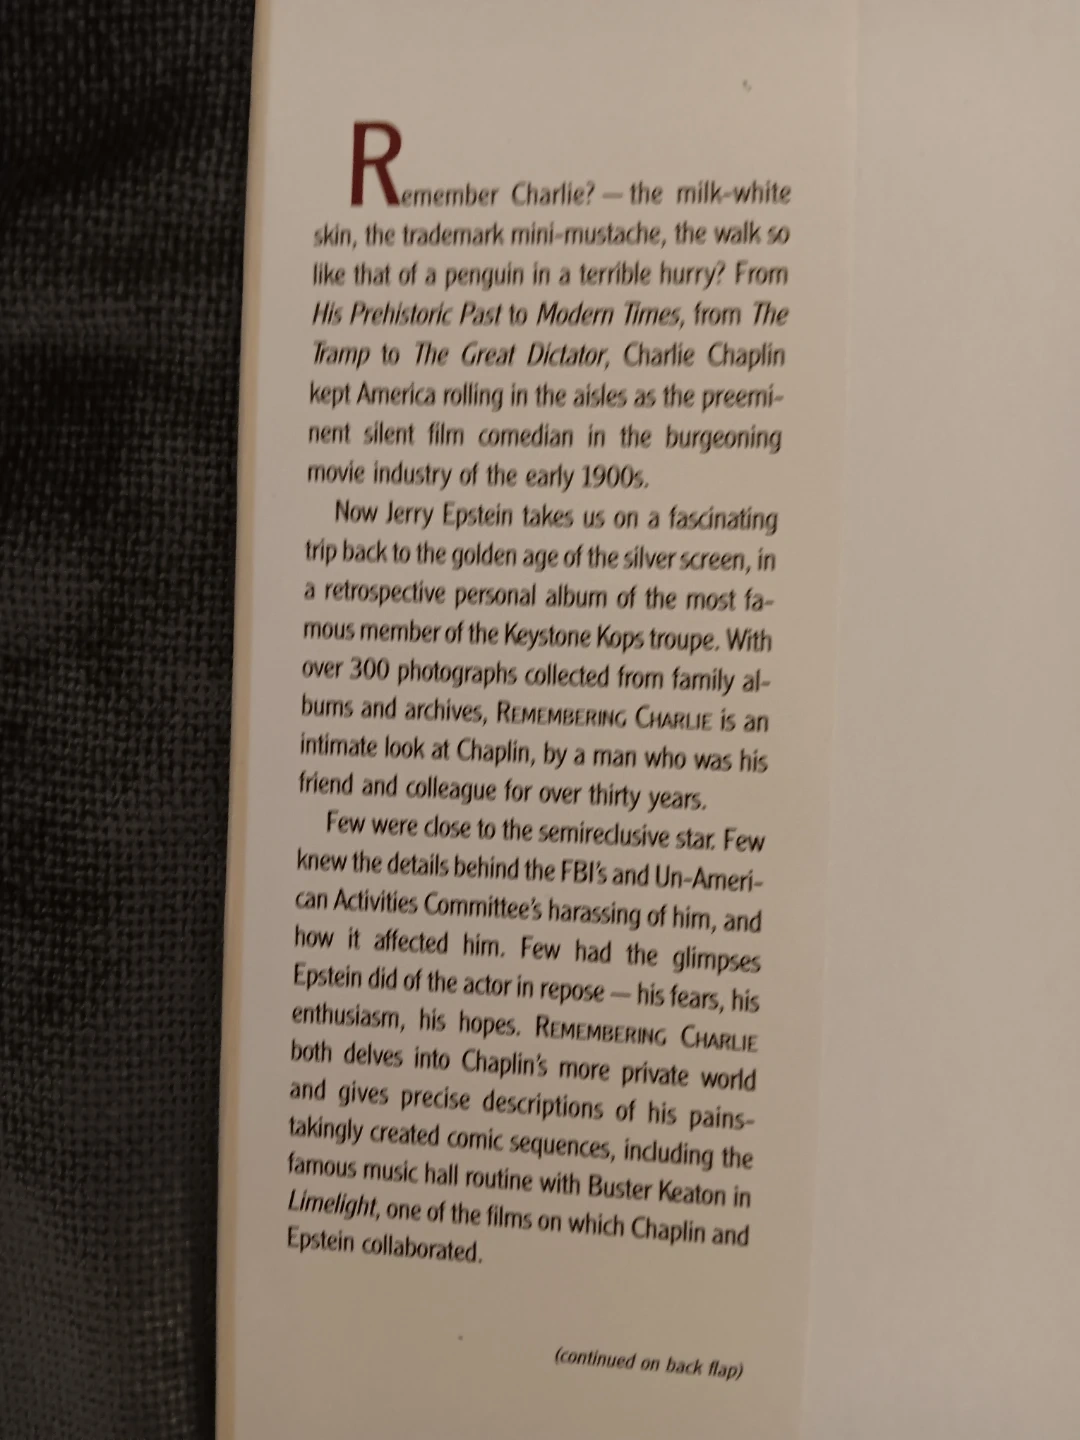 Remember Charlie? — the milk-white
skin, the trademark mini-mustache, the walk so
like that of a penguin in a terrible hurry? From
His Prehistoric Past to Modern Times, from The
Tramp to The Great Dictator, Charlie Chaplin
kept America rolling in the aisles as the preemi-
nent silent film comedian in the burgeoning
movie industry of the early 1900s.
Now Jerry Epstein takes us on a fascinating
trip back to the golden age of the silver screen, in
a retrospective personal album of the most fa-
mous member of the Keystone Kops troupe. With
over 300 photographs collected from family al-
bums and archives, REMEMBERING CHARLIE is an
intimate look at Chaplin, by a man who was his
friend and colleague for over thirty years.
Few were close to the semireclusive star. Few
knew the details behind the FBI's and Un-Ameri-
can Activities Committee's harassing of him, and
how it affected him. Few had the glimpses
Epstein did of the actor in repose — his fears, his
enthusiasm, his hopes. REMEMBERING CHARLIE
both delves into Chaplin's more private world
and gives precise descriptions of his pains-
takingly created comic sequences, including the
famous music hall routine with Buster Keaton in
Limelight, one of the films on which Chaplin and
Epstein collaborated.
(continued on back flap)